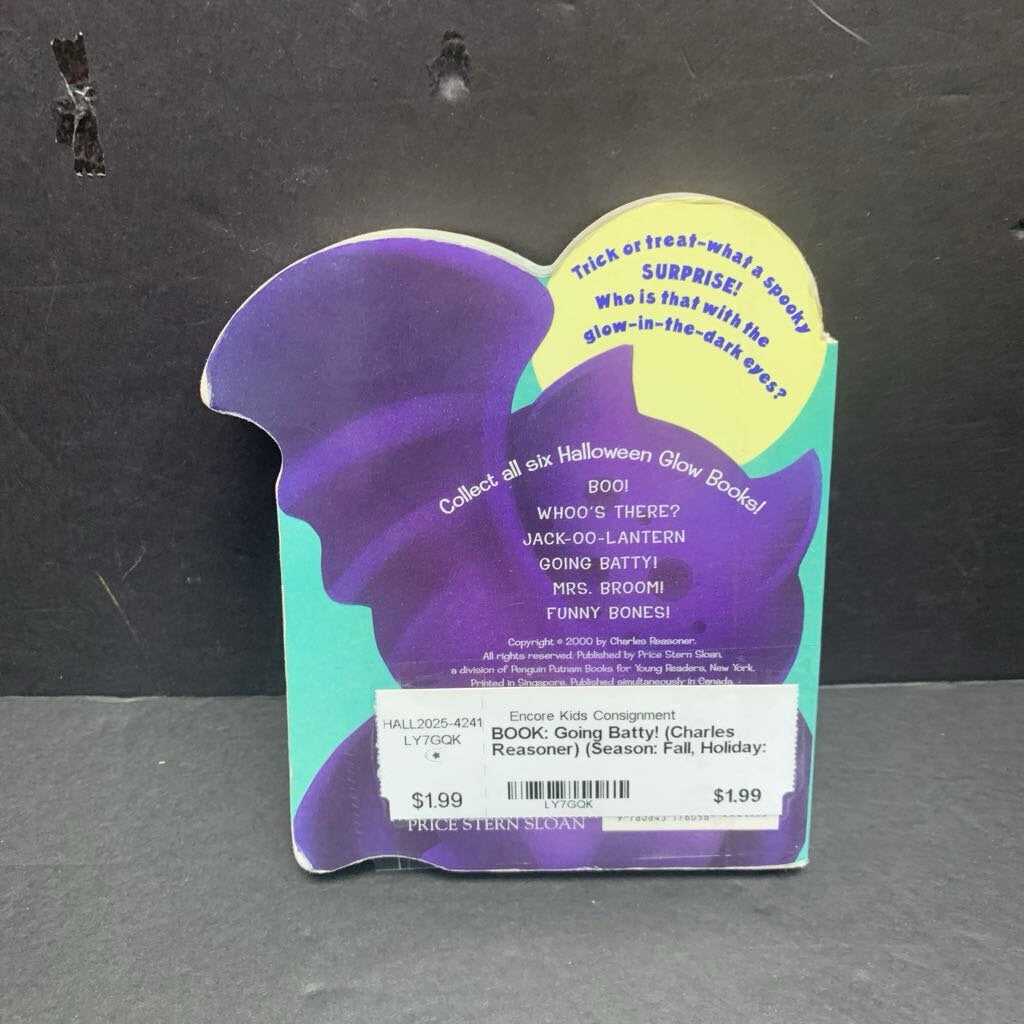 Trick or treat—what a spooky
SURPRISE!
Who is that with the
glow-in-the-dark eyes?
Collect all six Halloween Glow Books!
BOO!
WHOO'S THERE?
JACK-OO-LANTERN
GOING BATTY!
MRS. BROOM!
FUNNY BONES!
Copyright © 2000 by Charles Reasoner.
All rights reserved. Published by Price Stern Sloan,
a division of Penguin Putnam Books for Young Readers, New York.
Printed in Singapore. Published simultaneously in Canada.
HALL2025-4241
LY7GQK
$1.99
Encore Kids Consignment
BOOK: Going Batty! (Charles
Reasoner) (Season: Fall, Holiday:
LY7GQK
$1.99
PRICE STERN SLOAN